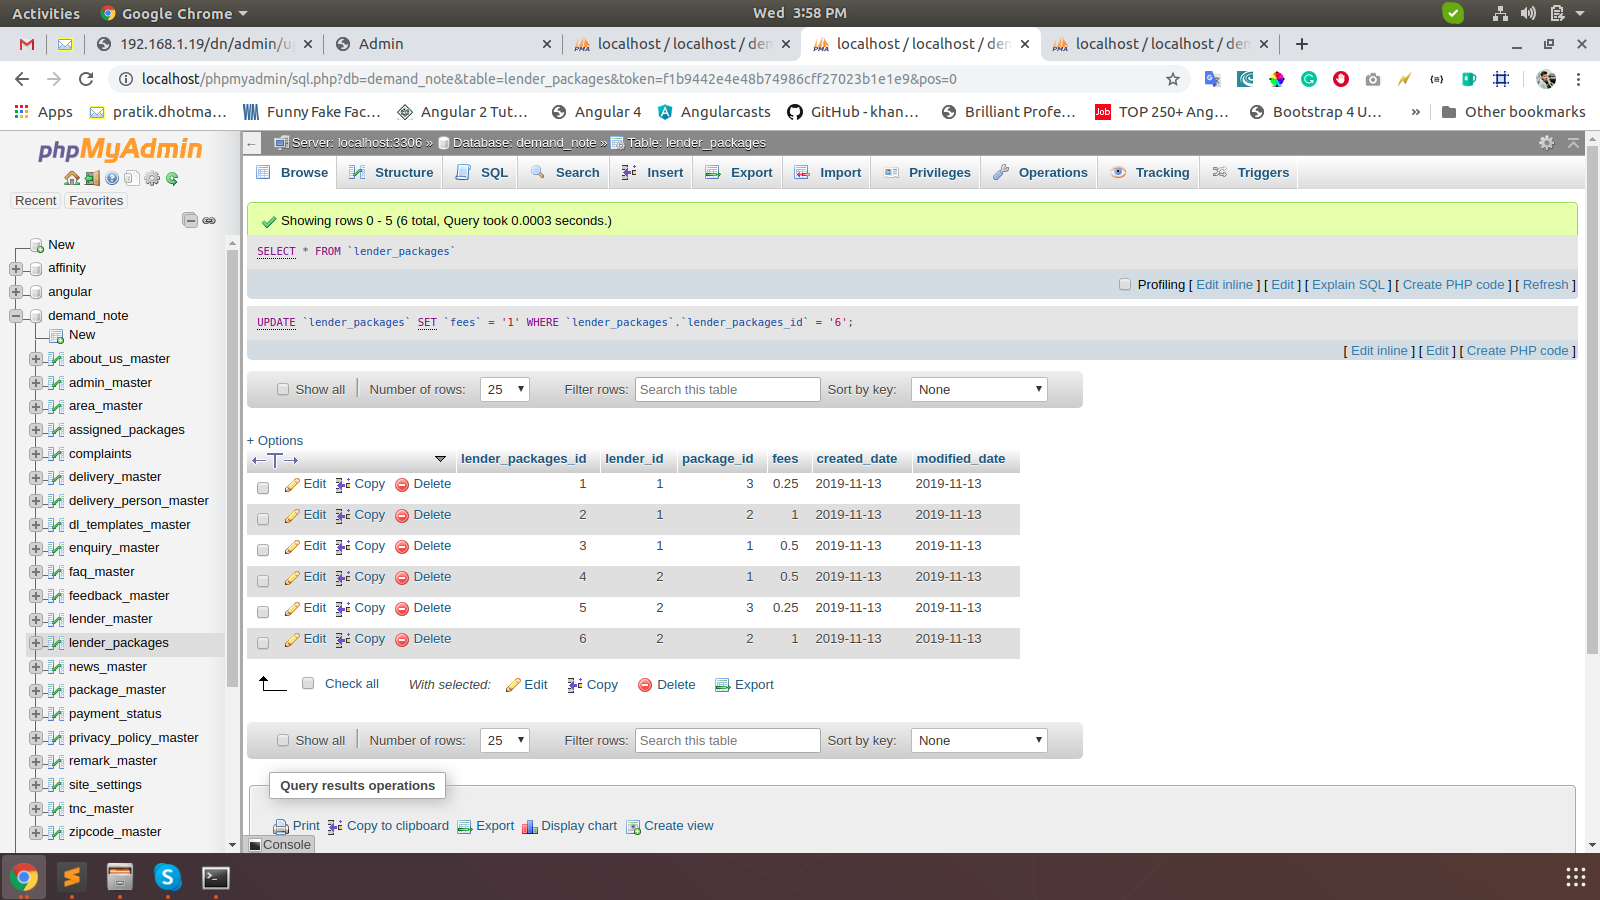 Activities Google Chrome Wed 3:58 PM
192.168.1.19/dn/admin/u Admin localhost / localhost / den localhost / localhost / den localhost / localhost / den
localhost/phpmyadmin/sql.php?db=demand_note&table=lender_packages&token=f1b9442e4e48b74986cff27023b1e1e9&pos=0
Apps pratik.dhotma... Funny Fake Fac... Angular 2 Tut... Angular 4 Angularcasts GitHub - khan... Brilliant Profe... Job TOP 250+ Ang... Bootstrap 4 U... » Other bookmarks
phpMyAdmin
Recent Favorites
New
affinity
angular
demand_note
New
about_us_master
admin_master
area_master
assigned_packages
complaints
delivery_master
delivery_person_master
dl_templates_master
enquiry_master
faq_master
feedback_master
lender_master
lender_packages
news_master
package_master
payment_status
privacy_policy_master
remark_master
site_settings
tnc_master
zipcode_master
Server: localhost:3306 » Database: demand_note » Table: lender_packages
Browse Structure SQL Search Insert Export Import Privileges Operations Tracking Triggers
Showing rows 0 - 5 (6 total, Query took 0.0003 seconds.)
SELECT * FROM `lender_packages`
Profiling [ Edit inline ] [ Edit ] [ Explain SQL ] [ Create PHP code ] [ Refresh ]
UPDATE `lender_packages` SET `fees` = '1' WHERE `lender_packages`.`lender_packages_id` = '6';
[ Edit inline ] [ Edit ] [ Create PHP code ]
Show all Number of rows: 25 Filter rows: Search this table Sort by key: None
+ Options
lender_packages_id lender_id package_id fees created_date modified_date
Edit Copy Delete 1 1 3 0.25 2019-11-13 2019-11-13
Edit Copy Delete 2 1 2 1 2019-11-13 2019-11-13
Edit Copy Delete 3 1 1 0.5 2019-11-13 2019-11-13
Edit Copy Delete 4 2 1 0.5 2019-11-13 2019-11-13
Edit Copy Delete 5 2 3 0.25 2019-11-13 2019-11-13
Edit Copy Delete 6 2 2 1 2019-11-13 2019-11-13
Check all With selected: Edit Copy Delete Export
Show all Number of rows: 25 Filter rows: Search this table Sort by key: None
Query results operations
Print Copy to clipboard Export Display chart Create view
Console